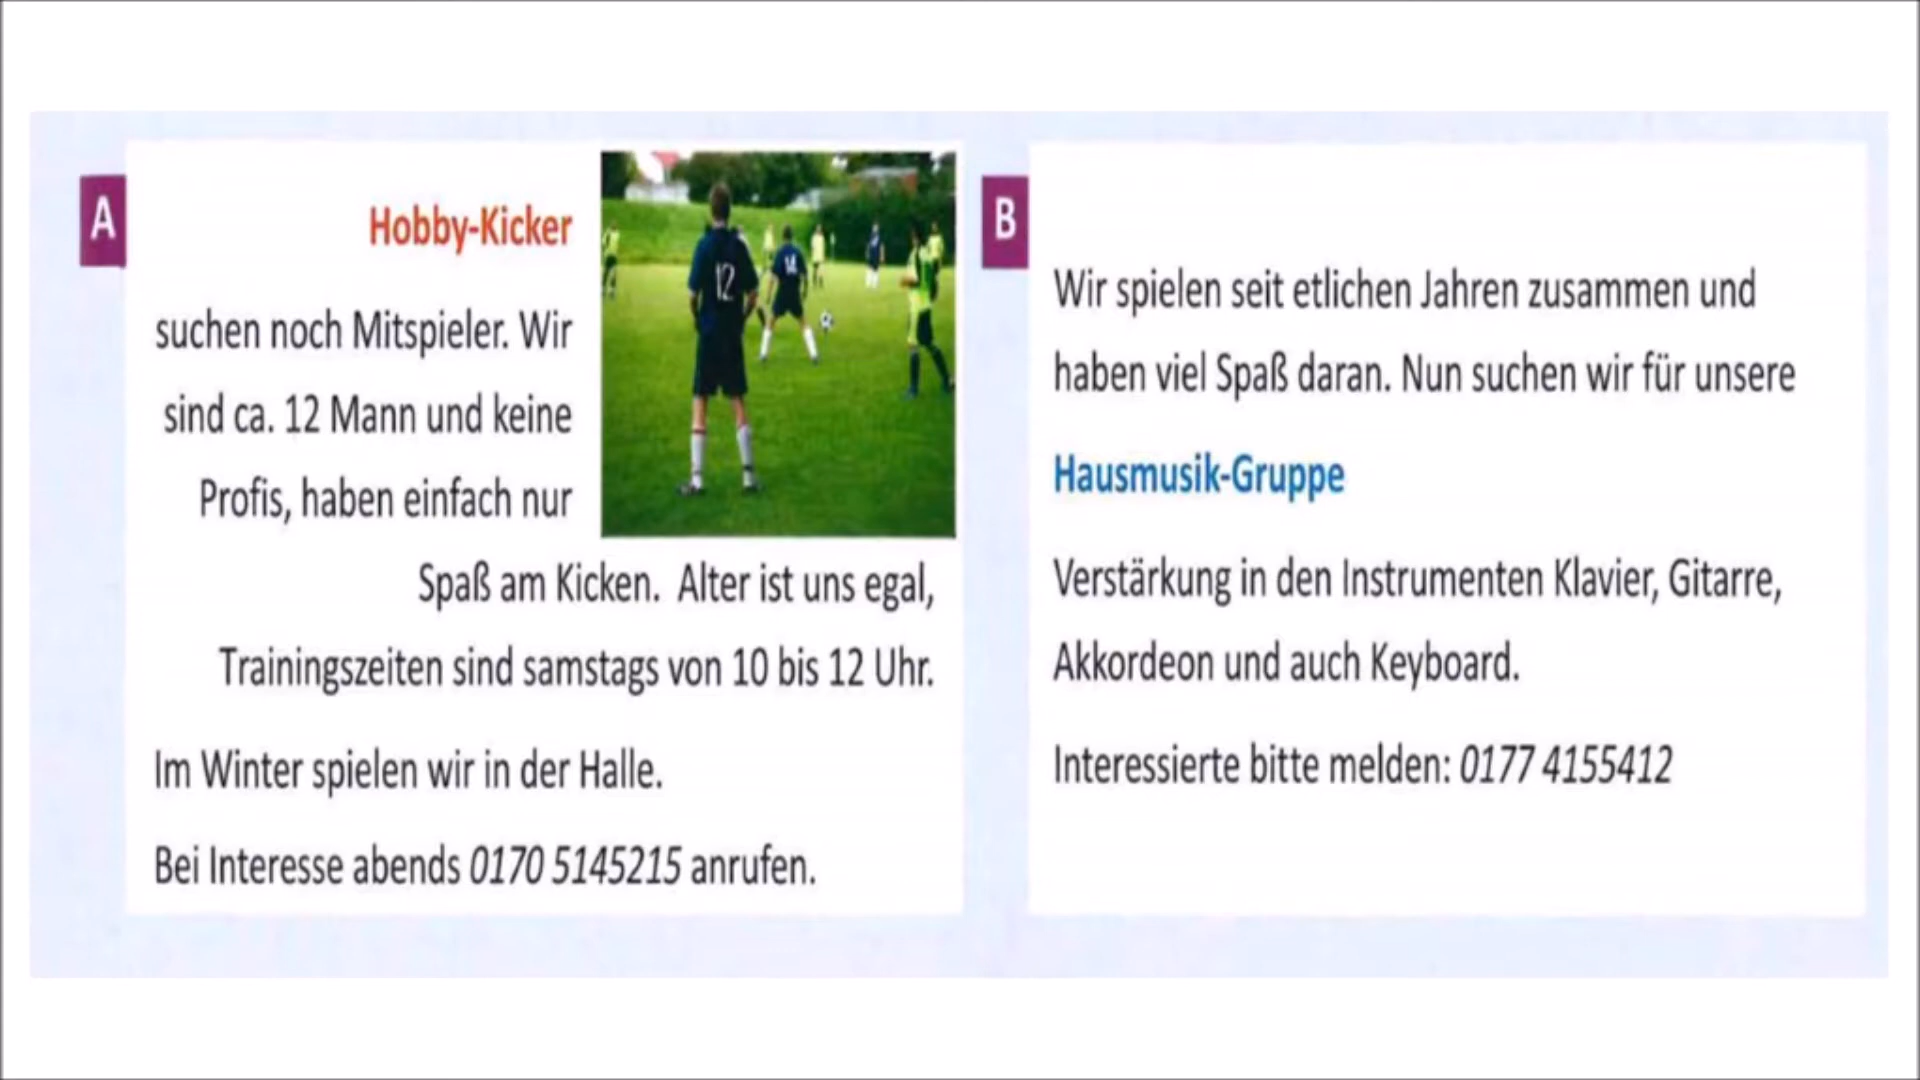 A
Hobby-Kicker
suchen noch Mitspieler. Wir
sind ca. 12 Mann und keine
Profis, haben einfach nur
Spaß am Kicken. Alter ist uns egal,
Trainingszeiten sind samstags von 10 bis 12 Uhr.
Im Winter spielen wir in der Halle.
Bei Interesse abends 0170 5145215 anrufen.
12
14
B
Wir spielen seit etlichen Jahren zusammen und
haben viel Spaß daran. Nun suchen wir für unsere
Hausmusik-Gruppe
Verstärkung in den Instrumenten Klavier, Gitarre,
Akkordeon und auch Keyboard.
Interessierte bitte melden: 0177 4155412